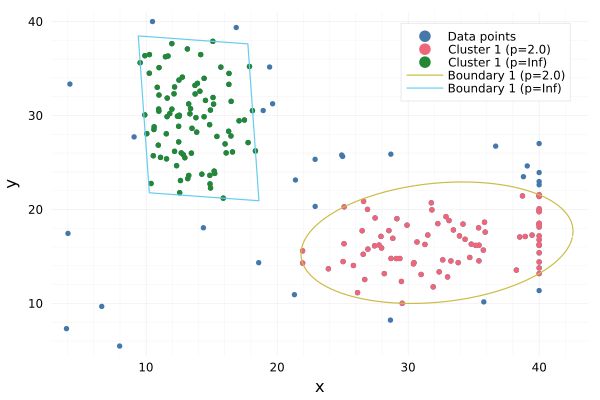 40
30
20
10
y
10
20
30
40
x
Data points
Cluster 1 (p=2.0)
Cluster 1 (p=Inf)
Boundary 1 (p=2.0)
Boundary 1 (p=Inf)